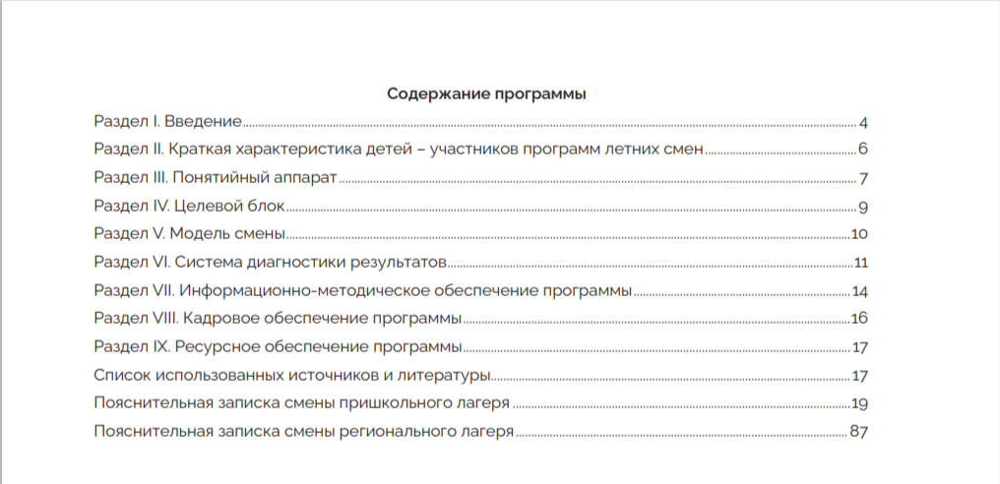 Содержание программы
Раздел I. Введение 4
Раздел II. Краткая характеристика детей – участников программ летних смен 6
Раздел III. Понятийный аппарат 7
Раздел IV. Целевой блок 9
Раздел V. Модель смены 10
Раздел VI. Система диагностики результатов 11
Раздел VII. Информационно-методическое обеспечение программы 14
Раздел VIII. Кадровое обеспечение программы 16
Раздел IX. Ресурсное обеспечение программы 17
Список использованных источников и литературы 17
Пояснительная записка смены пришкольного лагеря 19
Пояснительная записка смены регионального лагеря 87